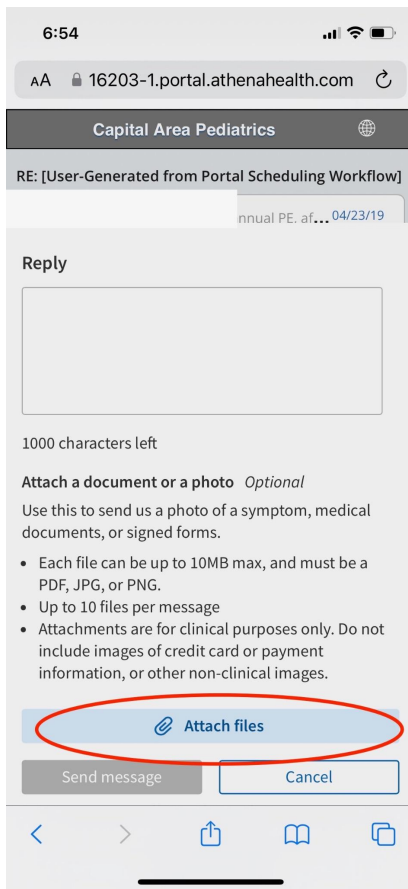 6:54
AA 16203-1.portal.athenahealth.com
Capital Area Pediatrics
RE: [User-Generated from Portal Scheduling Workflow]
nnual PE. af... 04/23/19
Reply
1000 characters left
Attach a document or a photo Optional
Use this to send us a photo of a symptom, medical
documents, or signed forms.
• Each file can be up to 10MB max, and must be a
PDF, JPG, or PNG.
• Up to 10 files per message
• Attachments are for clinical purposes only. Do not
include images of credit card or payment
information, or other non-clinical images.
Attach files
Send message Cancel